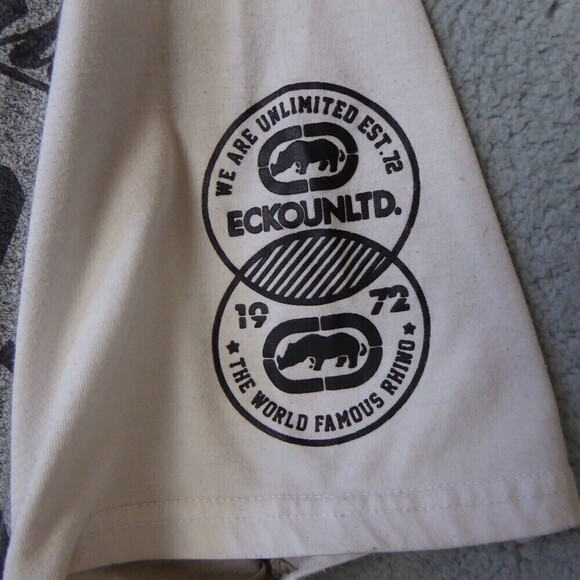 WE ARE UNLIMITED EST. 72
ECKOUNLTD.
19 72
★ THE WORLD FAMOUS RHINO ★